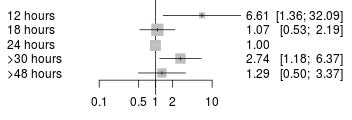 12 hours 6.61 [1.36; 32.09]
18 hours 1.07 [0.53; 2.19]
24 hours 1.00
>30 hours 2.74 [1.18; 6.37]
>48 hours 1.29 [0.50; 3.37]
0.1 0.5 1 2 10